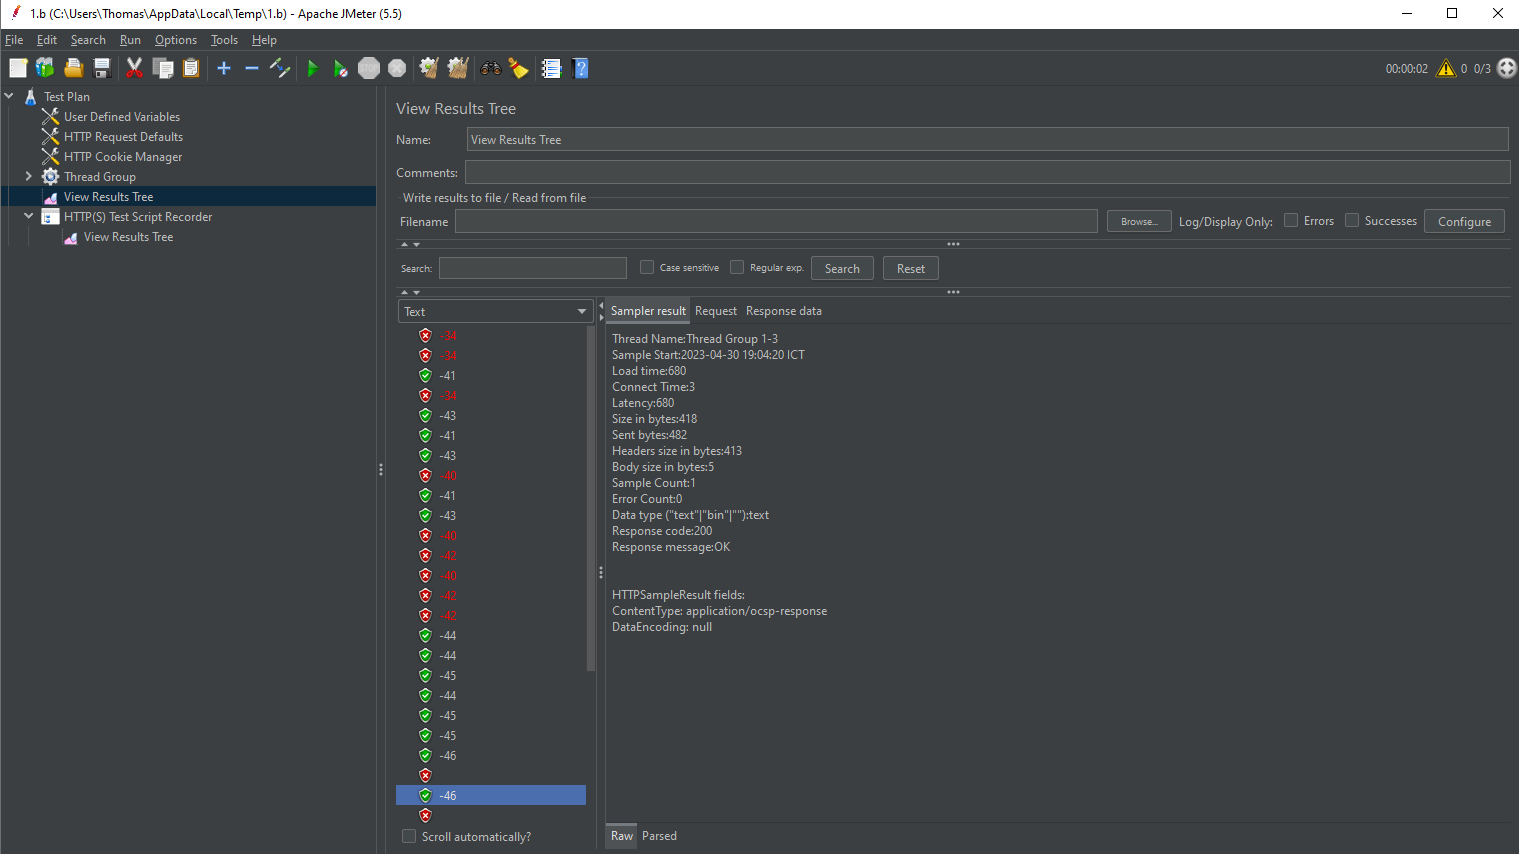 1.b (C:\Users\Thomas\AppData\Local\Temp\1.b) - Apache JMeter (5.5)
File Edit Search Run Options Tools Help
STOP
00:00:02 0 0/3
Test Plan
User Defined Variables
HTTP Request Defaults
HTTP Cookie Manager
Thread Group
View Results Tree
HTTP(S) Test Script Recorder
View Results Tree
View Results Tree
Name: View Results Tree
Comments:
Write results to file / Read from file
Filename Browse... Log/Display Only: Errors Successes Configure
Search: Case sensitive Regular exp. Search Reset
Text
-34
-34
-41
-34
-43
-41
-43
-40
-41
-43
-40
-42
-40
-42
-42
-44
-44
-45
-44
-45
-45
-46
-46
Scroll automatically?
Sampler result Request Response data
Thread Name:Thread Group 1-3
Sample Start:2023-04-30 19:04:20 ICT
Load time:680
Connect Time:3
Latency:680
Size in bytes:418
Sent bytes:482
Headers size in bytes:413
Body size in bytes:5
Sample Count:1
Error Count:0
Data type ("text"|"bin"|""):text
Response code:200
Response message:OK
HTTPSampleResult fields:
ContentType: application/ocsp-response
DataEncoding: null
Raw Parsed